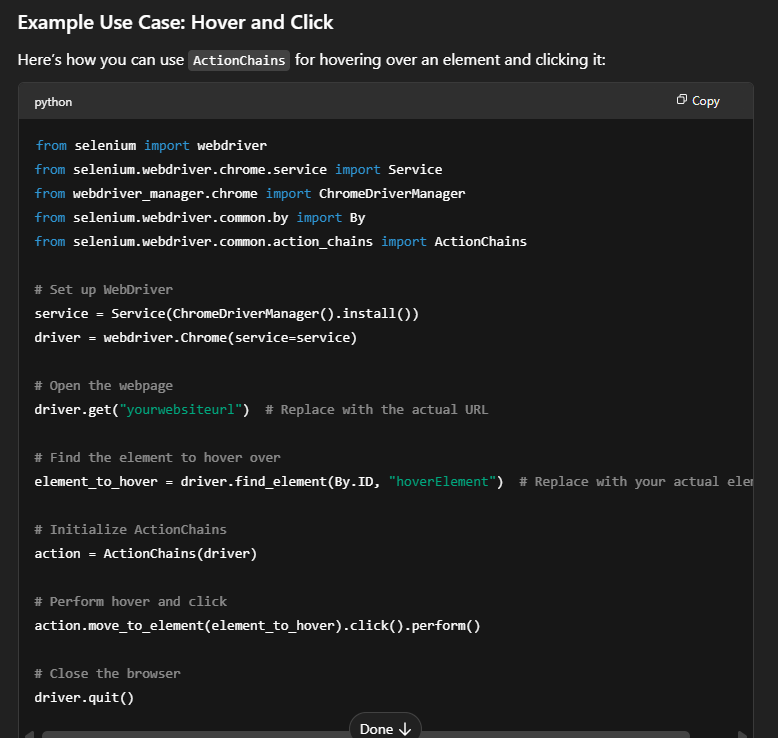 Example Use Case: Hover and Click
Here’s how you can use ActionChains for hovering over an element and clicking it:
python
Copy
from selenium import webdriver
from selenium.webdriver.chrome.service import Service
from webdriver_manager.chrome import ChromeDriverManager
from selenium.webdriver.common.by import By
from selenium.webdriver.common.action_chains import ActionChains
# Set up WebDriver
service = Service(ChromeDriverManager().install())
driver = webdriver.Chrome(service=service)
# Open the webpage
driver.get("yourwebsiteurl")  # Replace with the actual URL
# Find the element to hover over
element_to_hover = driver.find_element(By.ID, "hoverElement")  # Replace with your actual
# Initialize ActionChains
action = ActionChains(driver)
# Perform hover and click
action.move_to_element(element_to_hover).click().perform()
# Close the browser
driver.quit()
Done ↓